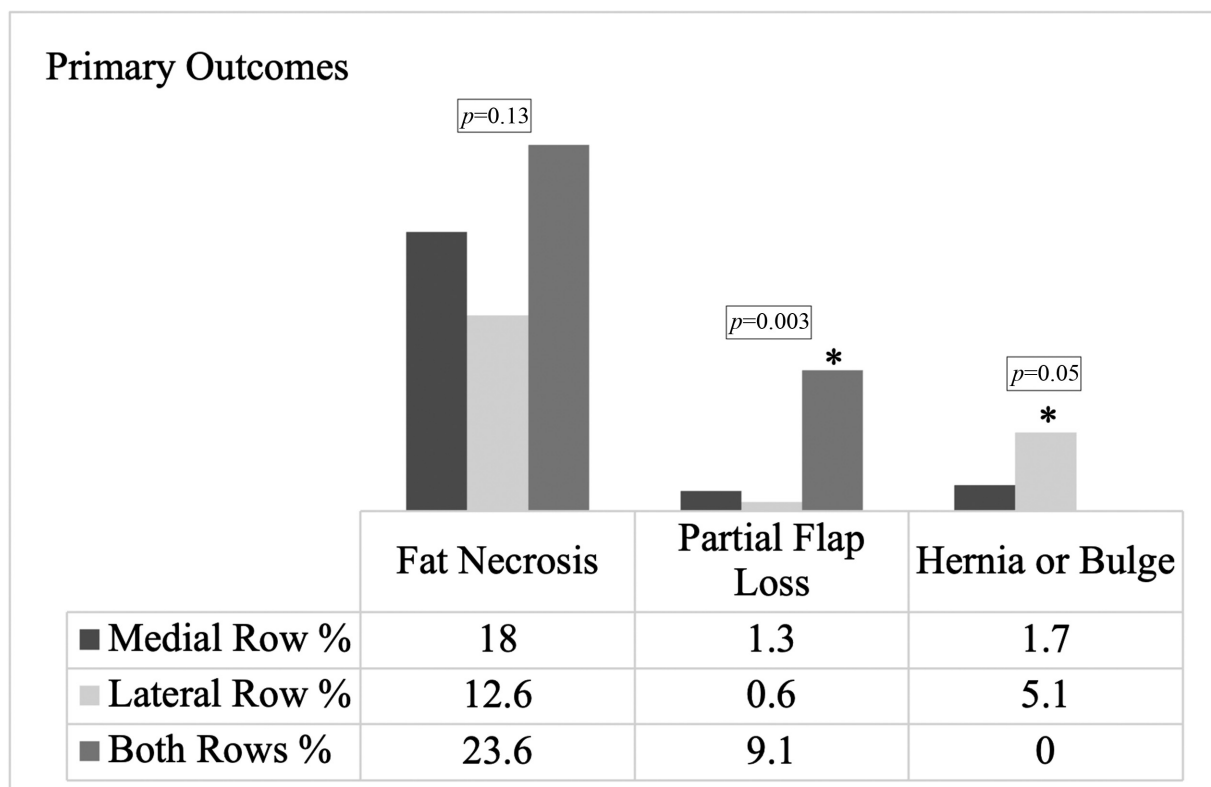 Primary Outcomes
p=0.13
p=0.003
*
p=0.05
*
Fat Necrosis
Partial Flap
Loss
Hernia or Bulge
Medial Row % 18 1.3 1.7
Lateral Row % 12.6 0.6 5.1
Both Rows % 23.6 9.1 0